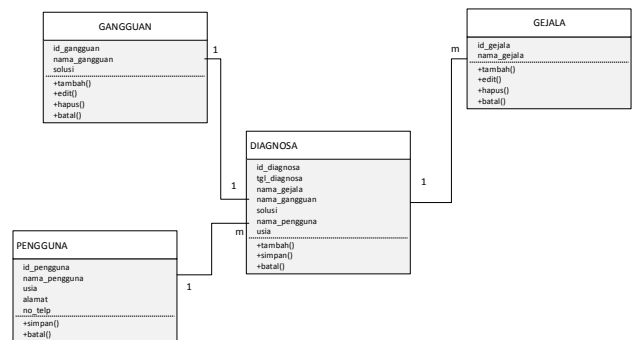 GANGGUAN
id_gangguan
nama_gangguan
solusi
+tambah()
+edit()
+hapus()
+batal()
1
GEJALA
id_gejala
nama_gejala
+tambah()
+edit()
+hapus()
+batal()
m
DIAGNOSA
id_diagnosa
tgl_diagnosa
nama_gejala
nama_gangguan
solusi
nama_pengguna
usia
+tambah()
+simpan()
+batal()
1
1
m
PENGGUNA
id_pengguna
nama_pengguna
usia
alamat
no_telp
+simpan()
+batal()
1